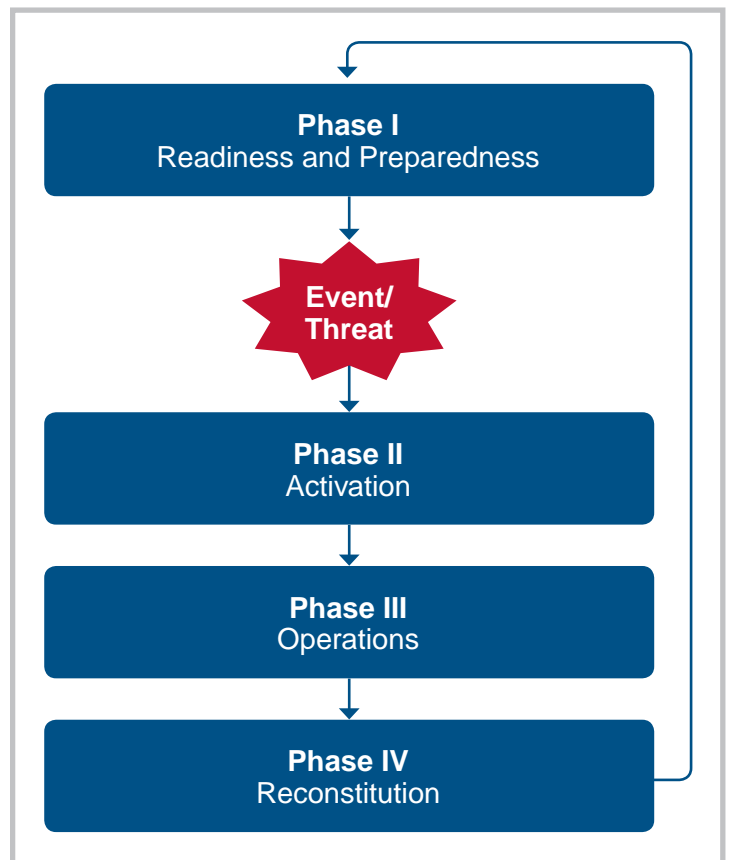 Phase I
Readiness and Preparedness
Event/
Threat
Phase II
Activation
Phase III
Operations
Phase IV
Reconstitution